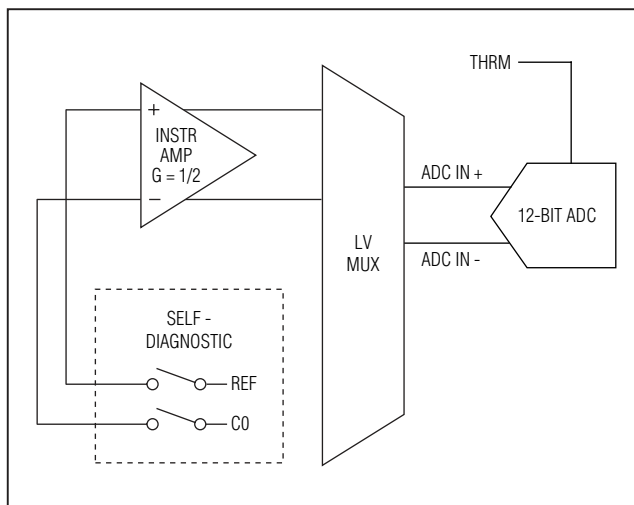 THRM
+
INSTR
AMP
G = 1/2
−
ADC IN +
12-BIT ADC
LV
MUX
ADC IN -
SELF -
DIAGNOSTIC
REF
C0